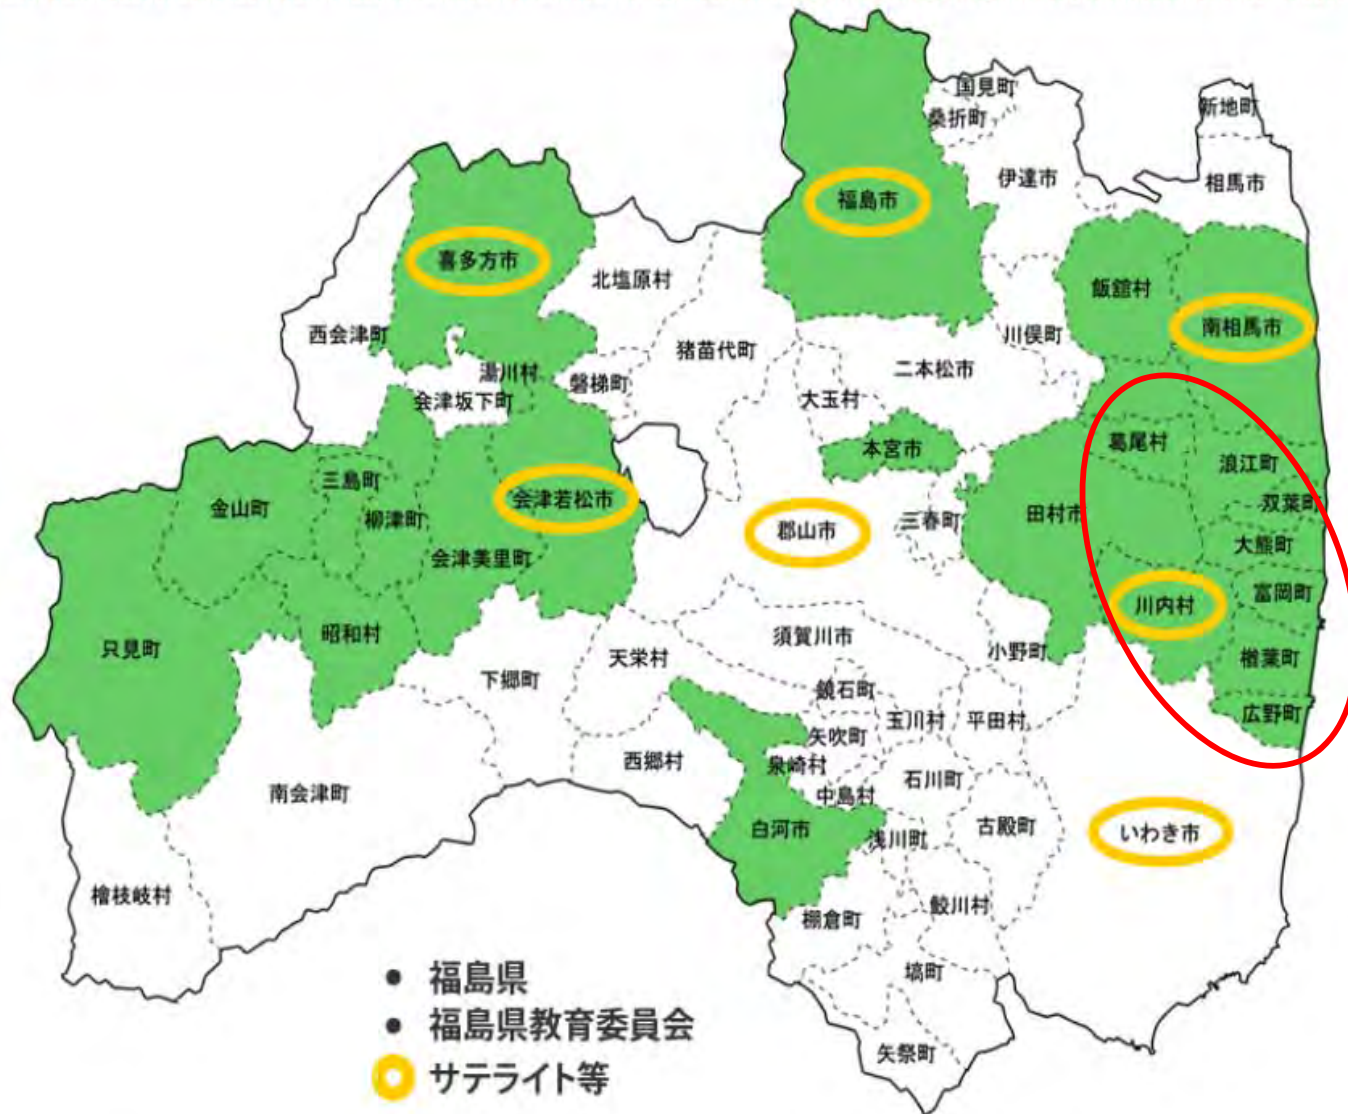 国見町
桑折町
新地町
伊達市
相馬市
福島市
喜多方市
北塩原村
飯舘村
南相馬市
西会津町
猪苗代町
川俣町
二本松市
湯川村
磐梯町
会津坂下町
大玉村
本宮市
葛尾村
浪江町
三島町
金山町
柳津町
会津若松市
双葉町
田村市
三春町
郡山市
大熊町
会津美里町
川内村
富岡町
昭和村
只見町
須賀川市
天栄村
小野町
楢葉町
下郷町
鏡石町
玉川村
平田村
広野町
矢吹町
西郷村
泉崎村
石川町
南会津町
中島村
白河市
浅川町
古殿町
いわき市
檜枝岐村
棚倉町
鮫川村
塙町
矢祭町
• 福島県
• 福島県教育委員会
サテライト等